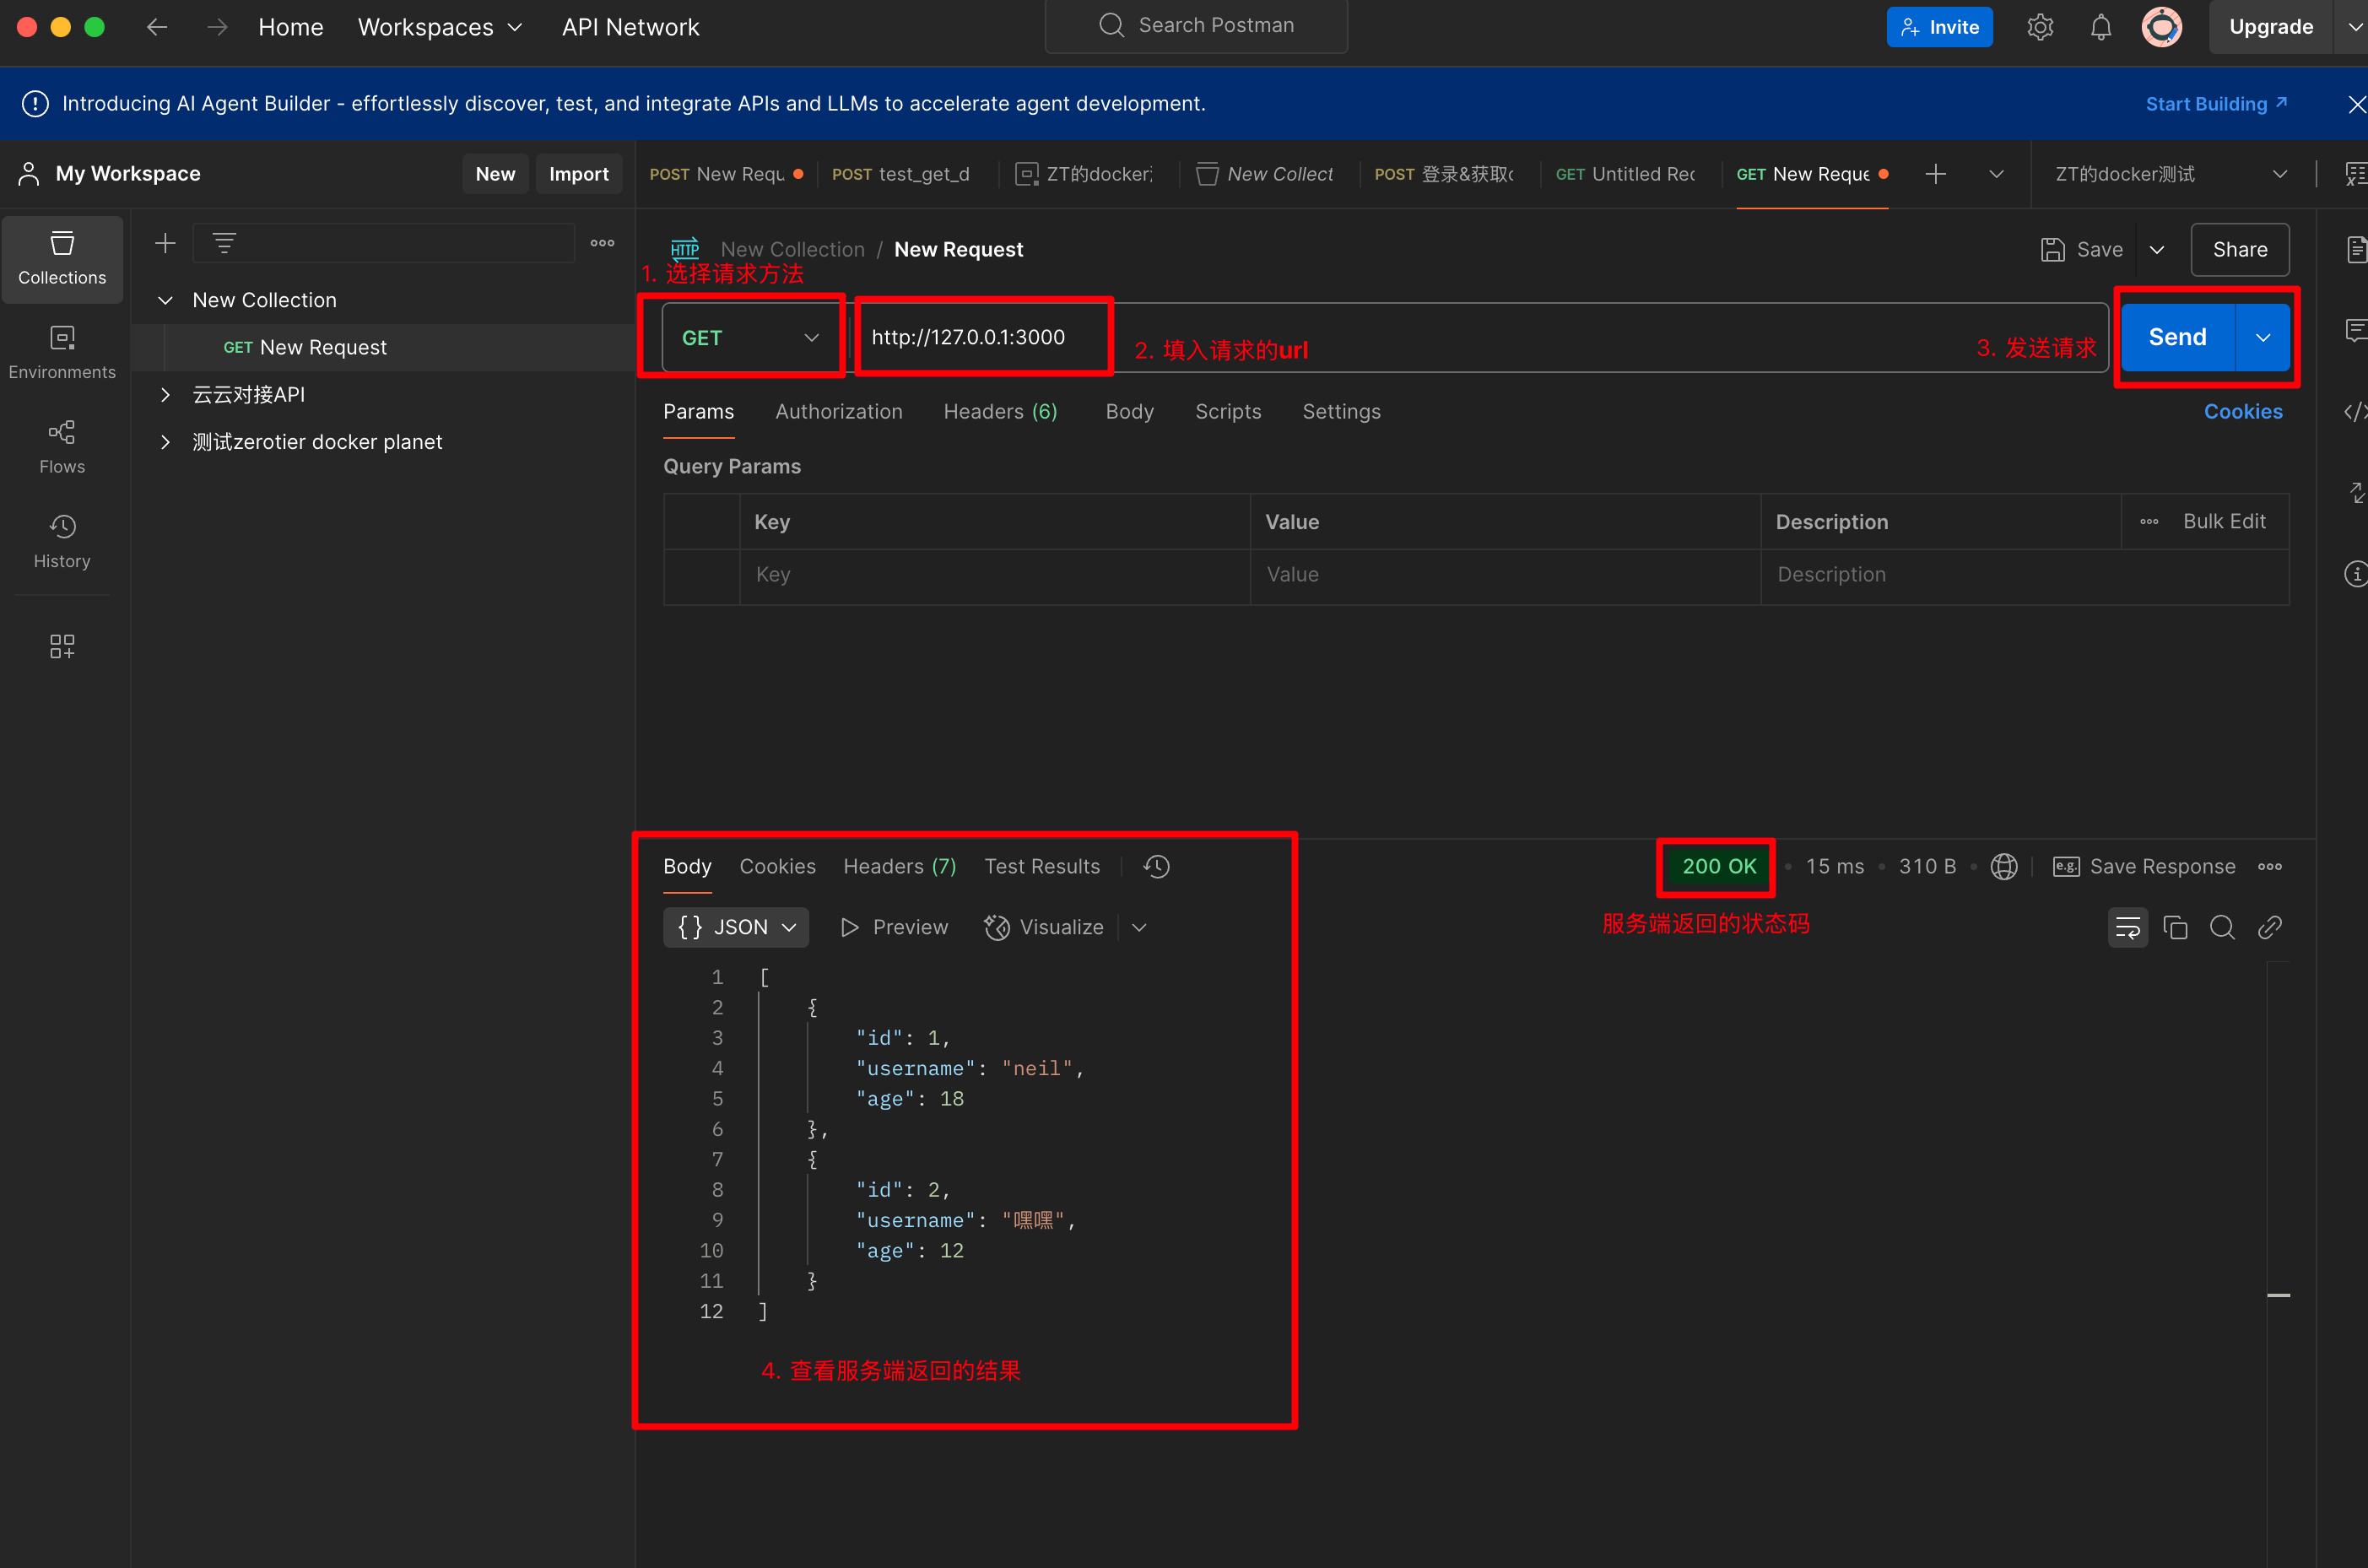 Home Workspaces API Network Search Postman Invite Upgrade
Introducing AI Agent Builder - effortlessly discover, test, and integrate APIs and LLMs to accelerate agent development. Start Building
My Workspace New Import POST New Requ POST test_get_d ZT的docker New Collect POST 登录&获取 GET Untitled Rec GET New Reque ZT的docker测试
Collections
Environments
Flows
History
New Collection
GET New Request
云云对接API
测试zerotier docker planet
HTTP New Collection / New Request Save Share
1. 选择请求方法
GET http://127.0.0.1:3000 2. 填入请求的url 3. 发送请求 Send
Params Authorization Headers (6) Body Scripts Settings Cookies
Query Params
Key Value Description Bulk Edit
Key Value Description
Body Cookies Headers (7) Test Results 200 OK 15 ms 310 B e.g. Save Response
{} JSON Preview Visualize
服务端返回的状态码
1 [
2 {
3 "id": 1,
4 "username": "neil",
5 "age": 18
6 },
7 {
8 "id": 2,
9 "username": "嘿嘿",
10 "age": 12
11 }
12 ]
4. 查看服务端返回的结果